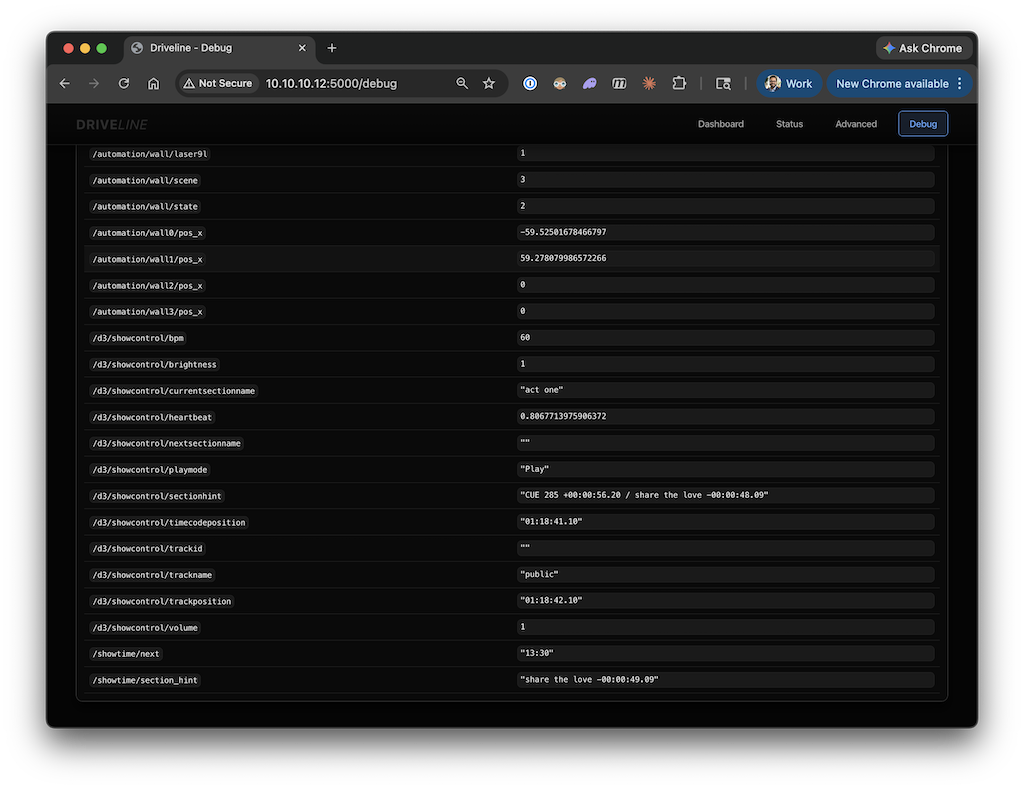 Driveline - Debug
Ask Chrome
Not Secure
10.10.10.12:5000/debug
Work
New Chrome available
DRIVELINE
Dashboard
Status
Advanced
Debug
/automation/wall/laser9l 1
/automation/wall/scene 3
/automation/wall/state 2
/automation/wall0/pos_x -59.52501678466797
/automation/wall1/pos_x 59.278079986572266
/automation/wall2/pos_x 0
/automation/wall3/pos_x 0
/d3/showcontrol/bpm 60
/d3/showcontrol/brightness 1
/d3/showcontrol/currentsectionname "act one"
/d3/showcontrol/heartbeat 0.8067713975906372
/d3/showcontrol/nextsectionname ""
/d3/showcontrol/playmode "Play"
/d3/showcontrol/sectionhint "CUE 285 +00:00:56.20 / share the love -00:00:48.09"
/d3/showcontrol/timecodeposition "01:18:41.10"
/d3/showcontrol/trackid ""
/d3/showcontrol/trackname "public"
/d3/showcontrol/trackposition "01:18:42.10"
/d3/showcontrol/volume 1
/showtime/next "13:30"
/showtime/section_hint "share the love -00:00:49.09"